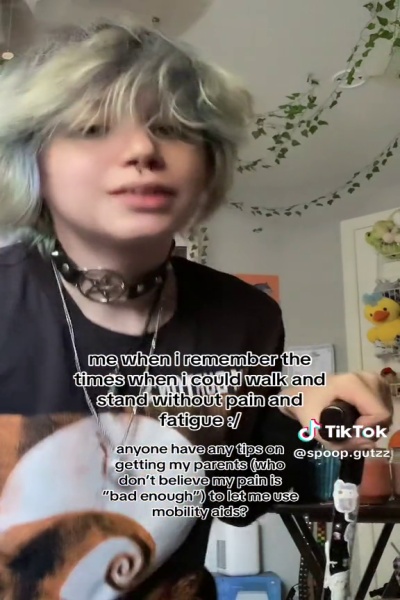 me when i remember the
times when i could walk and
stand without pain and
fatigue :/
anyone have any tips on
getting my parents (who
don't believe my pain is
"bad enough") to let me use
mobility aids?
TikTok
@spoop.gutzz